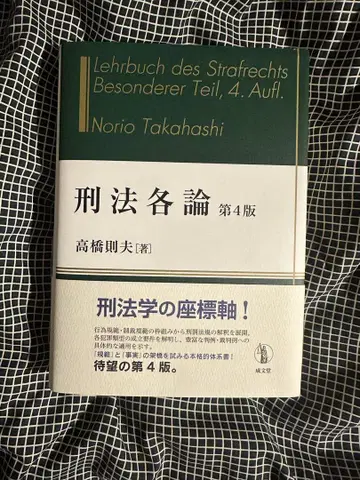 Lehrbuch des Strafrechts
Besonderer Teil, 4. Aufl.
Norio Takahashi
刑法各論 第4版
高橋則夫[著]
刑法学の座標軸！
行為規範・制裁規範の枠組みから刑罰法規の解釈を展開。
各犯罪類型の成立要件を解明し、豊富な判例・裁判例への
具体的な適用を示す。
「規範」と「事実」の架橋を試みる本格的体系書！
待望の第4版。
成文堂